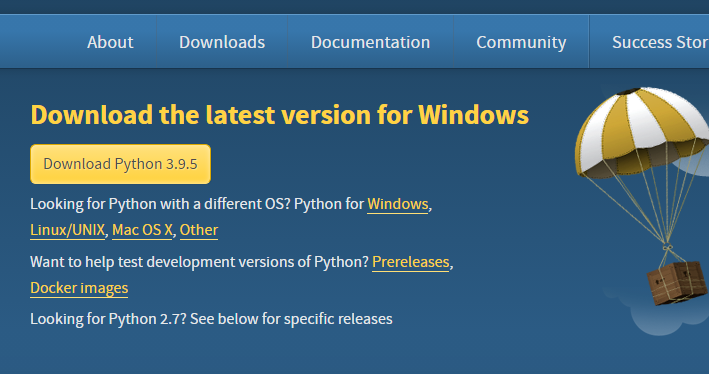 About Downloads Documentation Community Success Stor
Download the latest version for Windows
Download Python 3.9.5
Looking for Python with a different OS? Python for Windows,
Linux/UNIX, Mac OS X, Other
Want to help test development versions of Python? Prereleases,
Docker images
Looking for Python 2.7? See below for specific releases